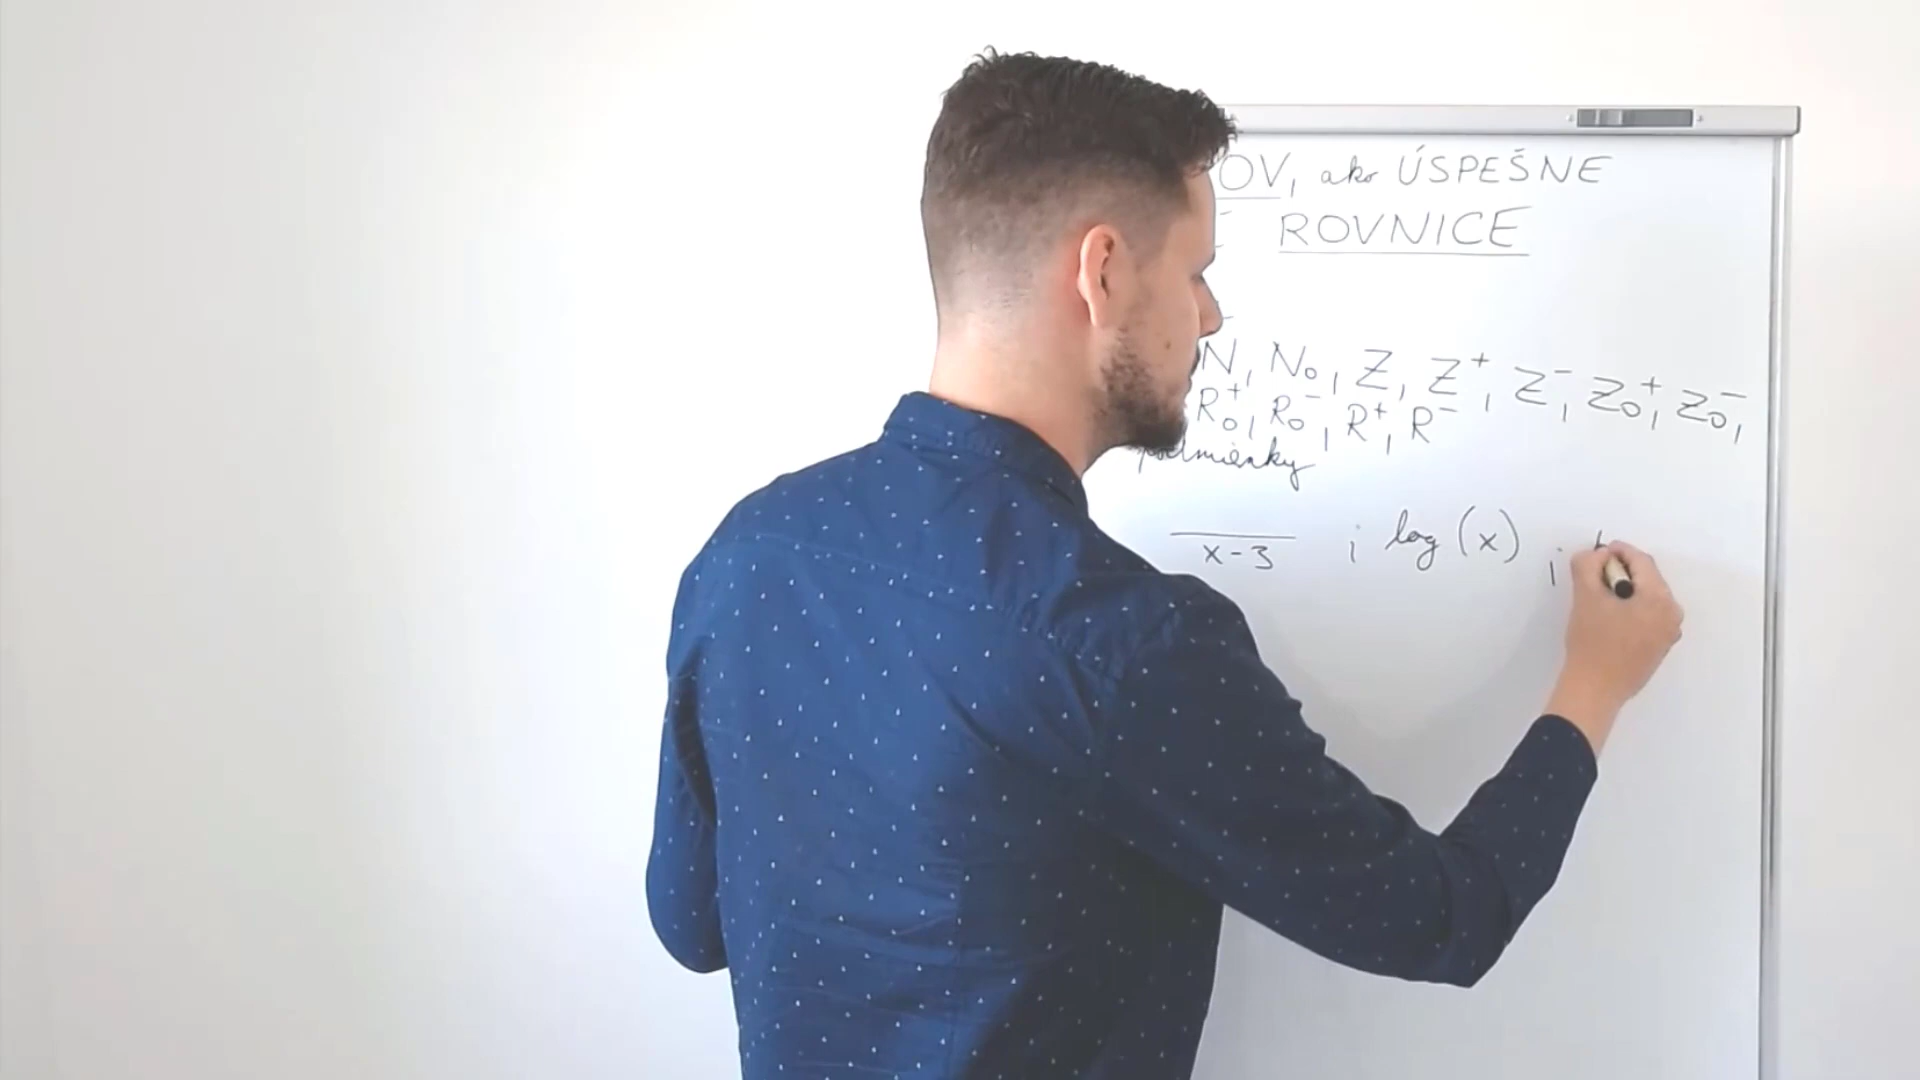 OV, ako ÚSPEŠNE
ROVNICE
N, N₀, Z, Z⁺, Z⁻, Z₀⁺, Z₀⁻,
R₀⁺, R₀⁻, R⁺, R⁻
podmienky
x-3 ; log(x) ;